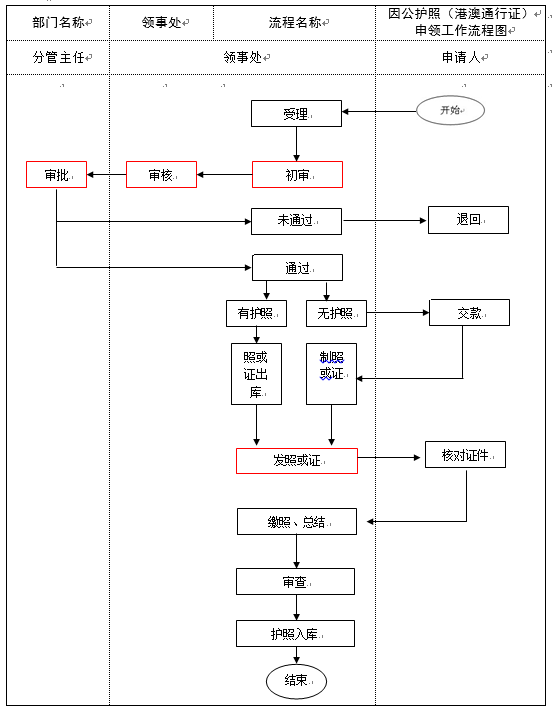 部门名称
领事处
流程名称
因公护照（港澳通行证）
申领工作流程图
分管主任
领事处
申请人
开始
受理
审批
审核
初审
未通过
退回
通过
有护照
无护照
交款
照或
证出
库
制照
或证
发照或证
核对证件
缴照、总结
审查
护照入库
结束